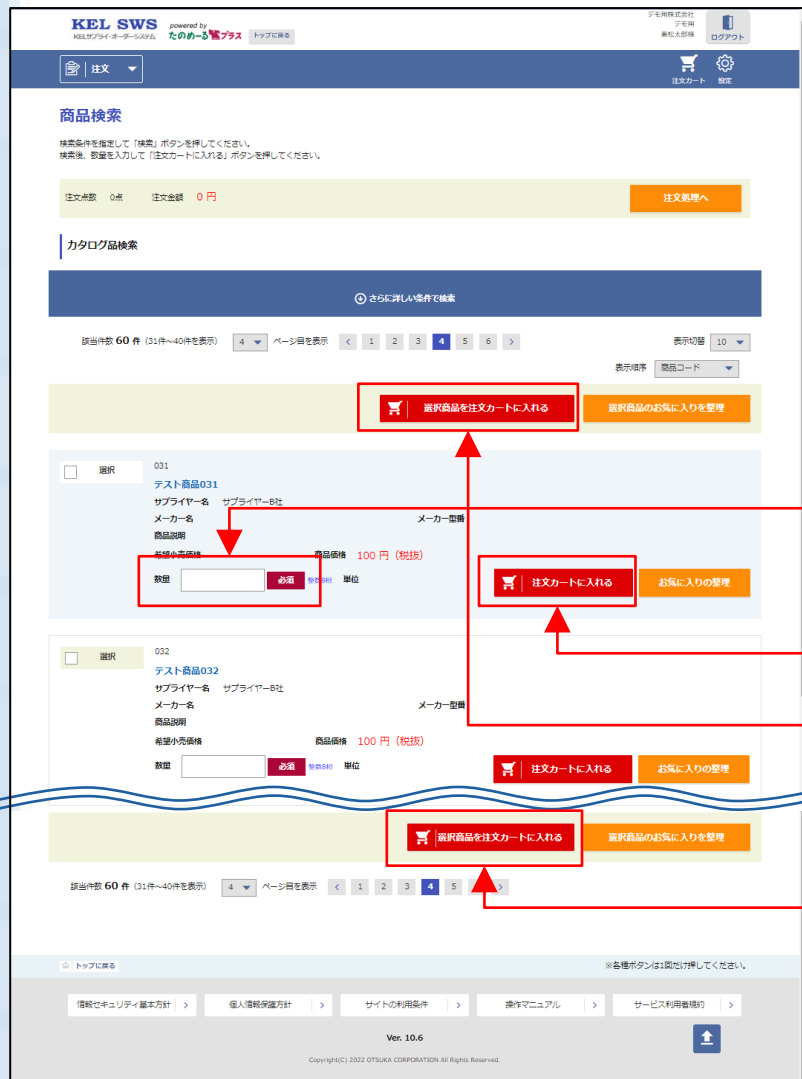 KEL SWS powered by
KELサプライ・オーダーシステム たのめーるプラス トップに戻る
デモ用株式会社
デモ用
兼松太郎様
ログアウト
注文
注文カート 設定
商品検索
検索条件を指定して「検索」ボタンを押してください。
検索後、数量を入力して「注文カートに入れる」ボタンを押してください。
注文点数 0点 注文金額 0 円 注文処理へ
カタログ品検索
さらに詳しい条件で検索
該当件数 60 件 (31件～40件を表示) 4 ページ目を表示 < 1 2 3 4 5 6 > 表示切替 10
表示順序 商品コード
選択商品を注文カートに入れる 選択商品のお気に入りを整理
選択 031
テスト商品031
サプライヤー名 サプライヤーB社
メーカー名 メーカー型番
商品説明
希望小売価格 商品価格 100 円 (税抜)
数量 必須 整数8桁 単位 注文カートに入れる お気に入りの整理
選択 032
テスト商品032
サプライヤー名 サプライヤーB社
メーカー名 メーカー型番
商品説明
希望小売価格 商品価格 100 円 (税抜)
数量 必須 整数8桁 単位 注文カートに入れる お気に入りの整理
選択商品を注文カートに入れる 選択商品のお気に入りを整理
該当件数 60 件 (31件～40件を表示) 4 ページ目を表示 < 1 2 3 4 5 >
トップに戻る ※各種ボタンは1回だけ押してください。
情報セキュリティ基本方針 > 個人情報保護方針 > サイトの利用条件 > 操作マニュアル > サービス利用者規約 >
Ver. 10.6
Copyright(C) 2022 OTSUKA CORPORATION All Rights Reserved.